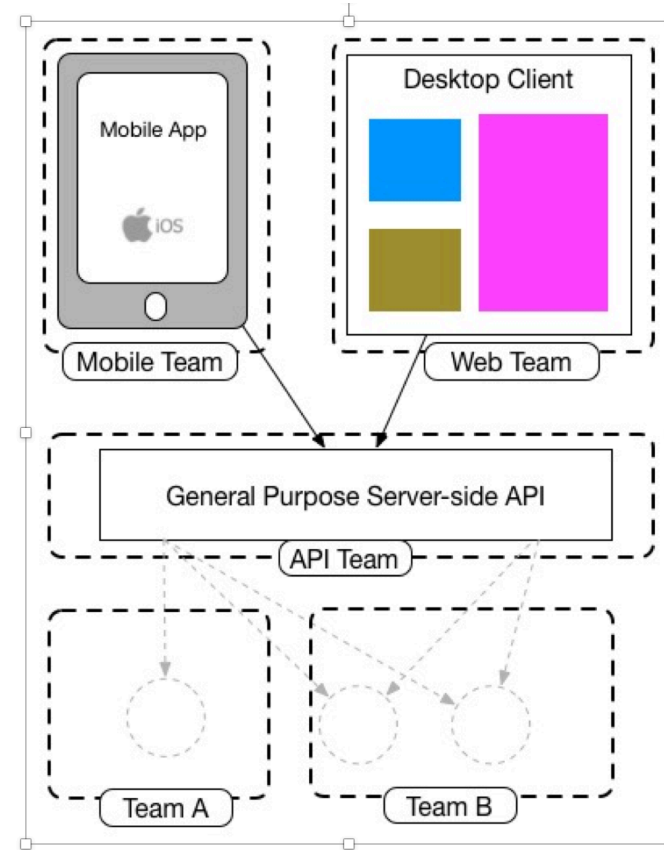 Mobile App
iOS
Desktop Client
Mobile Team
Web Team
General Purpose Server-side API
API Team
Team A
Team B